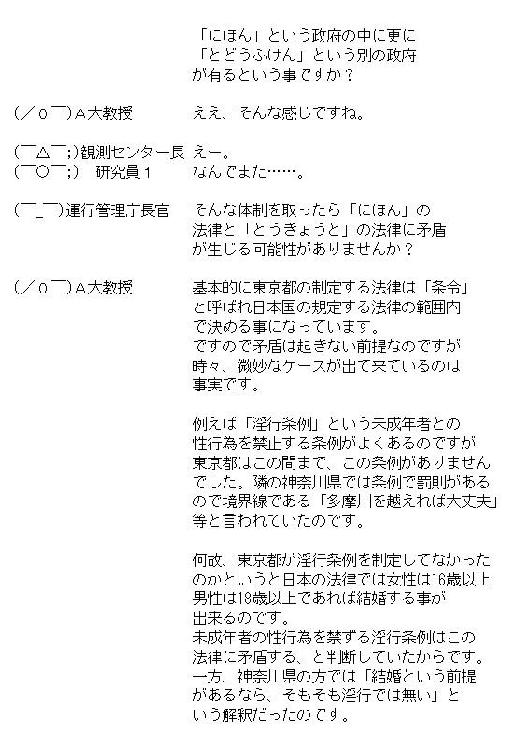 「にほん」という政府の中に更に
「とどうふけん」という別の政府
が有るという事ですか？
(／０￣)Ａ大教授 ええ、そんな感じですね。
(￣△￣;)観測センター長 えー。
(￣○￣;) 研究員１ なんでまた……。
(￣_￣)運行管理庁長官 そんな体制を取ったら「にほん」の
法律と「とうきょうと」の法律に矛盾
が生じる可能性がありませんか？
(／０￣)Ａ大教授 基本的に東京都の制定する法律は「条令」
と呼ばれ日本国の規定する法律の範囲内
で決める事になっています。
ですので矛盾は起きない前提なのですが
時々、微妙なケースが出て来ているのは
事実です。
例えば「淫行条例」という未成年者との
性行為を禁止する条例がよくあるのですが
東京都はこの間まで、この条例がありません
でした。隣の神奈川県では条例で罰則がある
ので境界線である「多摩川を越えれば大丈夫」
等と言われていたのです。
何故、東京都が淫行条例を制定してなかった
のかというと日本の法律では女性は16歳以上
男性は18歳以上であれば結婚する事が
出来るのです。
未成年者の性行為を禁ずる淫行条例はこの
法律に矛盾する、と判断していたからです。
一方、神奈川県の方では「結婚という前提
があるなら、そもそも淫行では無い」と
いう解釈だったのです。